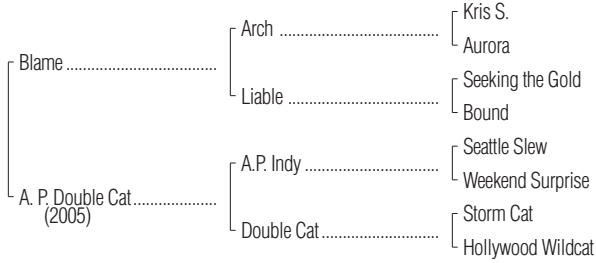 Kris S.
Arch ....................................
Aurora
Blame ....................................
Seeking the Gold
Liable ....................................
Bound
Seattle Slew
A.P. Indy ................................
Weekend Surprise
A. P. Double Cat....................
(2005)
Storm Cat
Double Cat............................
Hollywood Wildcat